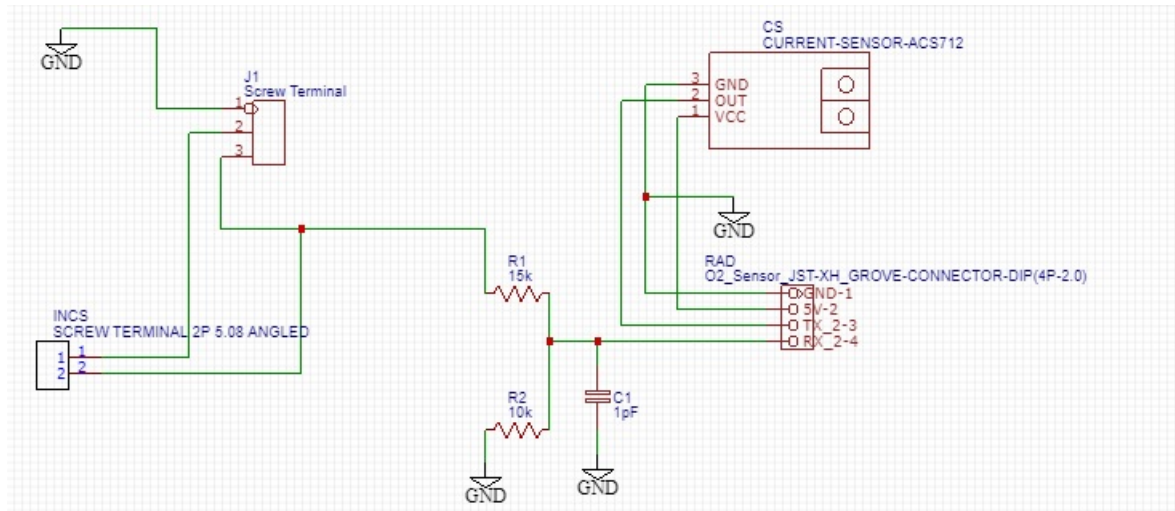 GND
J1
Screw Terminal
1
2
3
CS
CURRENT-SENSOR-ACS712
3 GND
2 OUT
1 VCC
GND
RAD
O2_Sensor_JST-XH_GROVE-CONNECTOR-DIP(4P-2.0)
GND-1
5V-2
TX_2-3
RX_2-4
R1
15k
INCS
SCREW TERMINAL 2P 5.08 ANGLED
1 1
2 2
R2
10k
C1
1pF
GND
GND